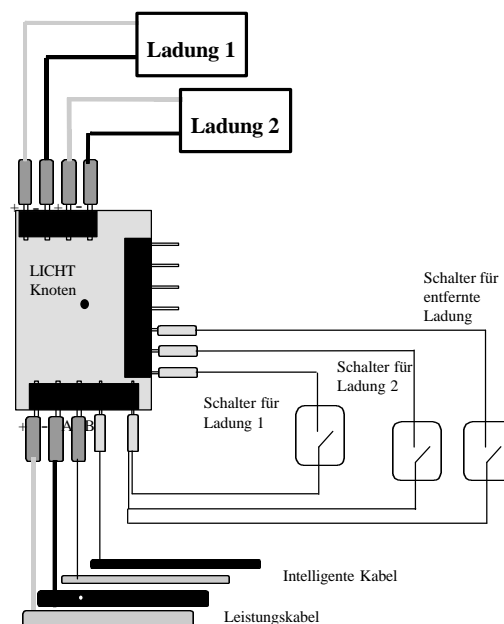 Ladung 1
Ladung 2
+ - + -
LICHT
Knoten
Schalter für
entfernte
Ladung
Schalter für
Ladung 2
Schalter für
Ladung 1
+ - A B
Intelligente Kabel
Leistungskabel